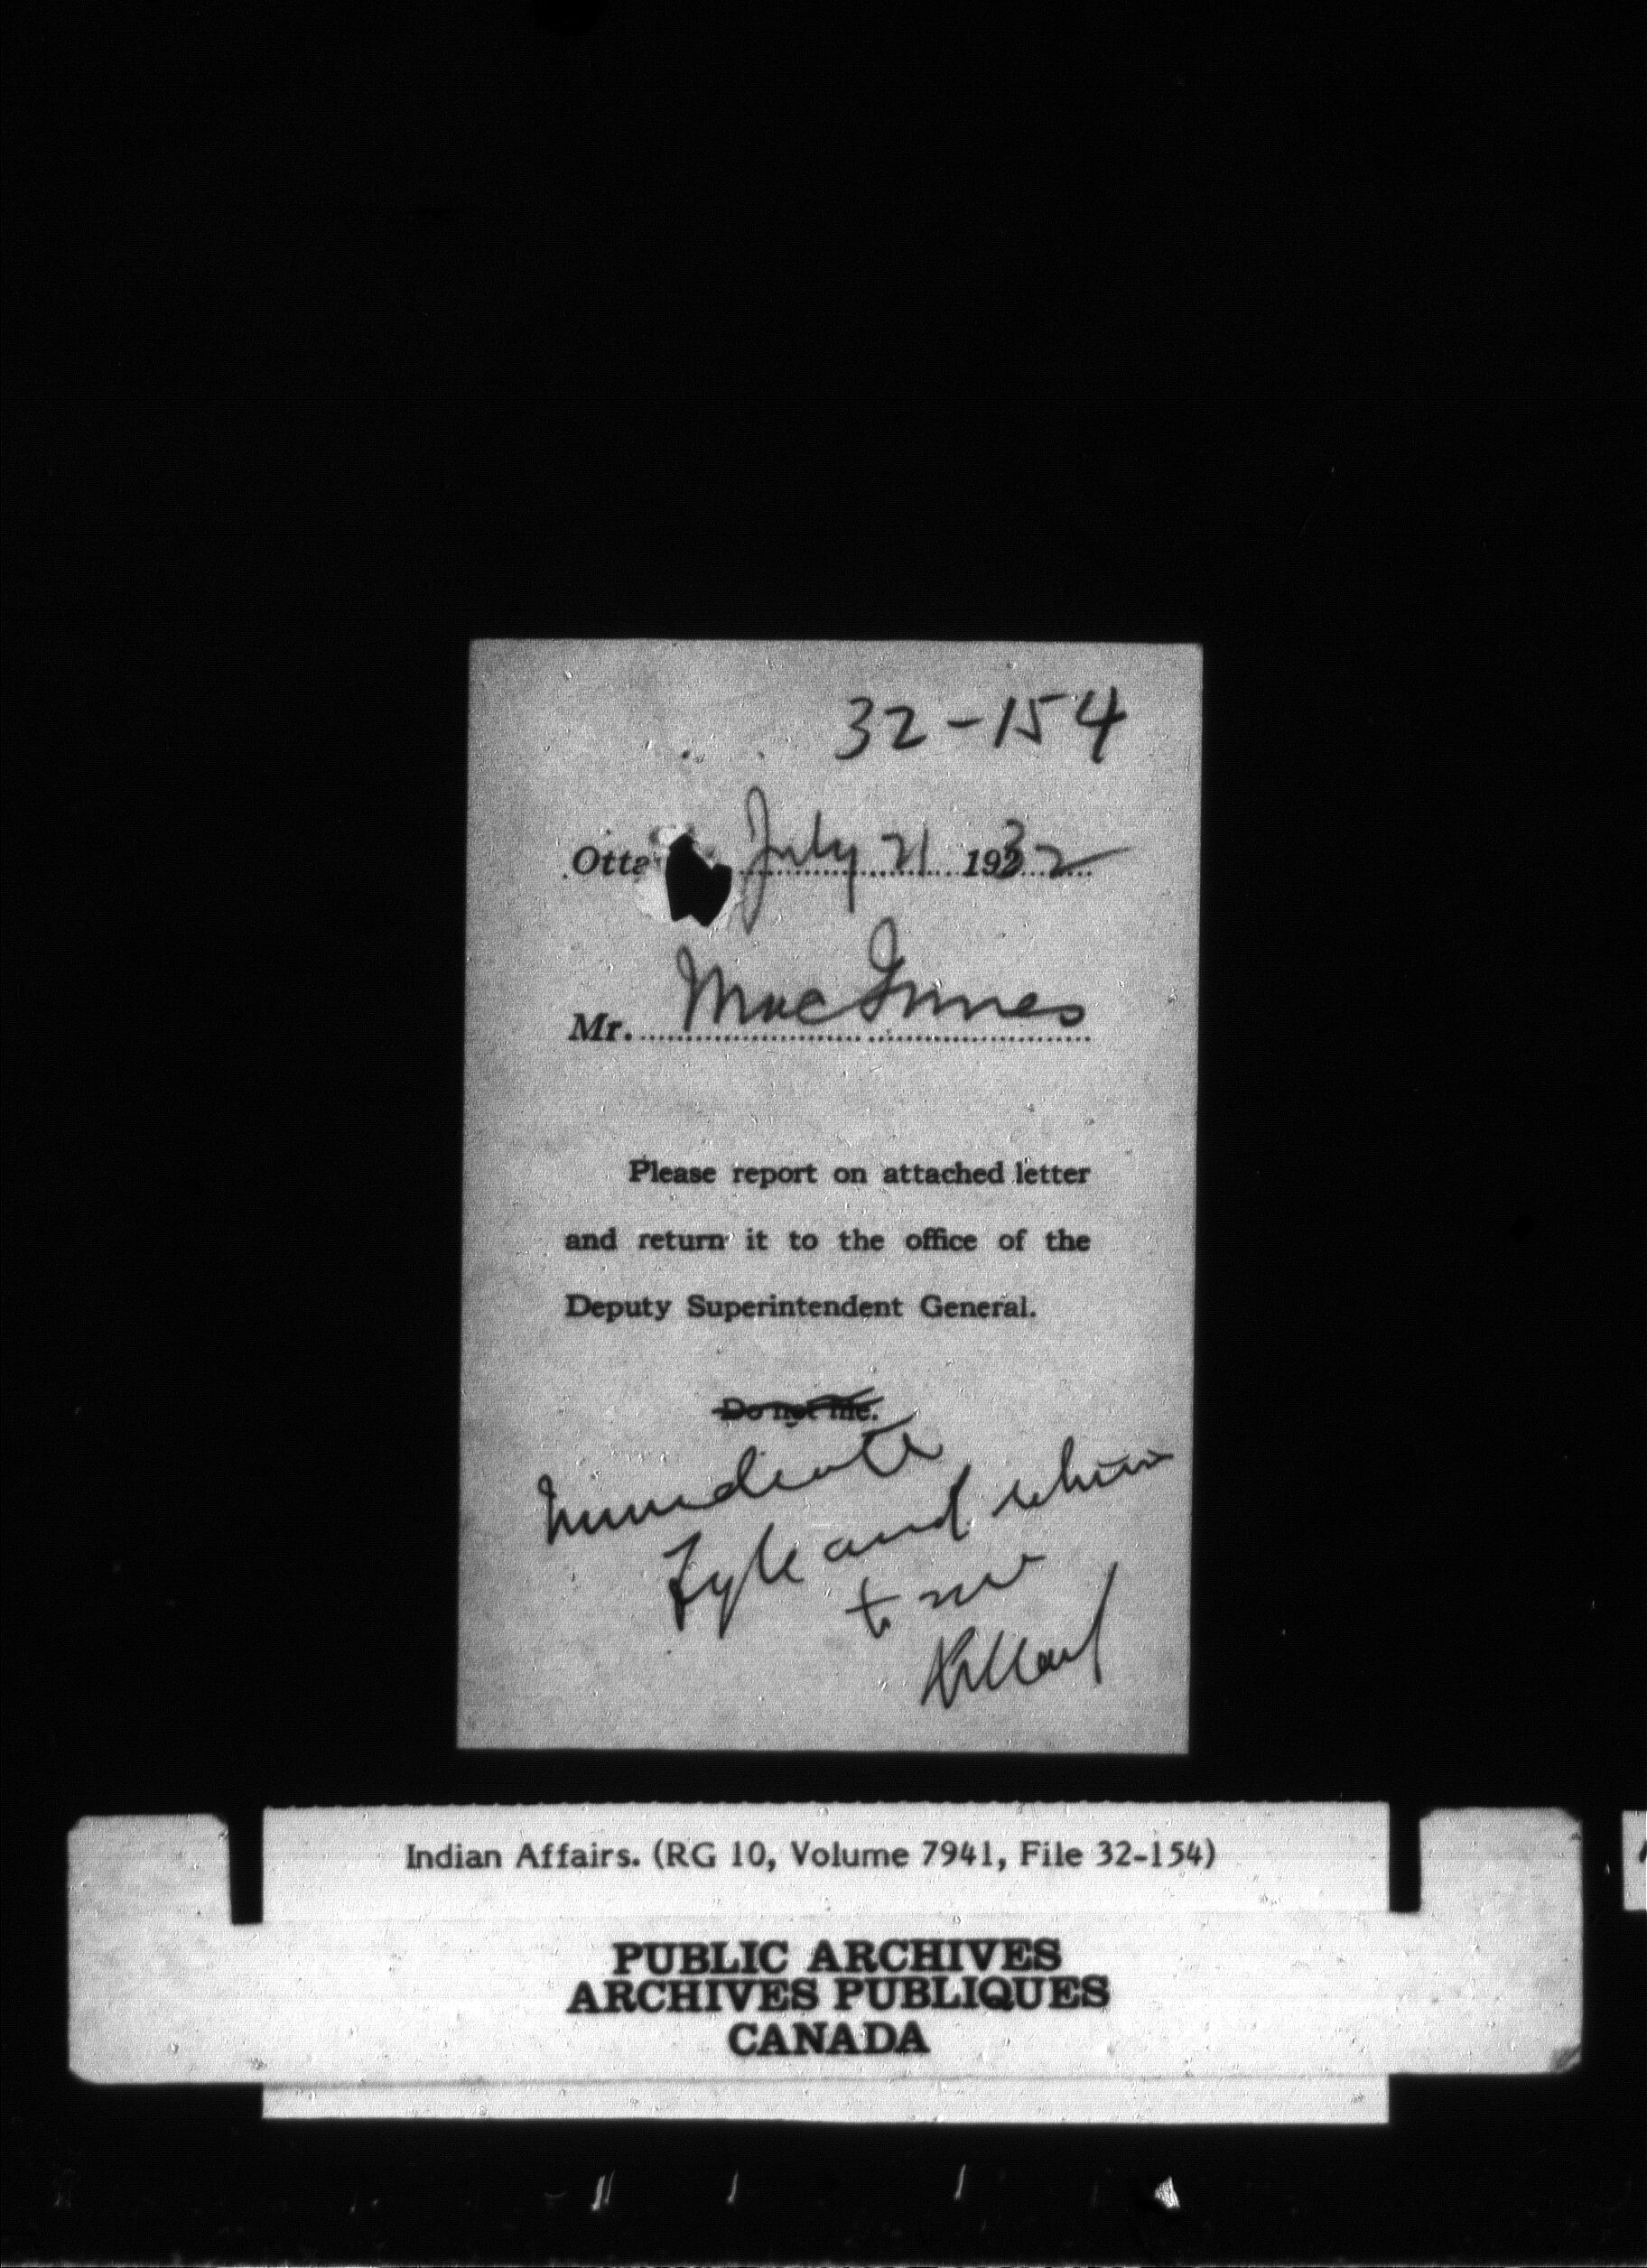 32-154
Otta July 21 1932
Mr. MacInnes
Please report on attached letter
and return it to the office of the
Deputy Superintendent General.
Do not file.
Immediate
Fyle and return
to me
Indian Affairs. (RG 10, Volume 7941, File 32-154)
PUBLIC ARCHIVES
ARCHIVES PUBLIQUES
CANADA